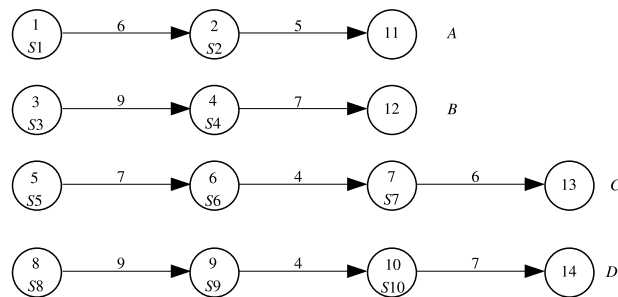 1 6 2 5 11 A
S1 S2
3 9 4 7 12 B
S3 S4
5 7 6 4 7 6 13 C
S5 S6 S7
8 9 9 4 10 7 14 D
S8 S9 S10